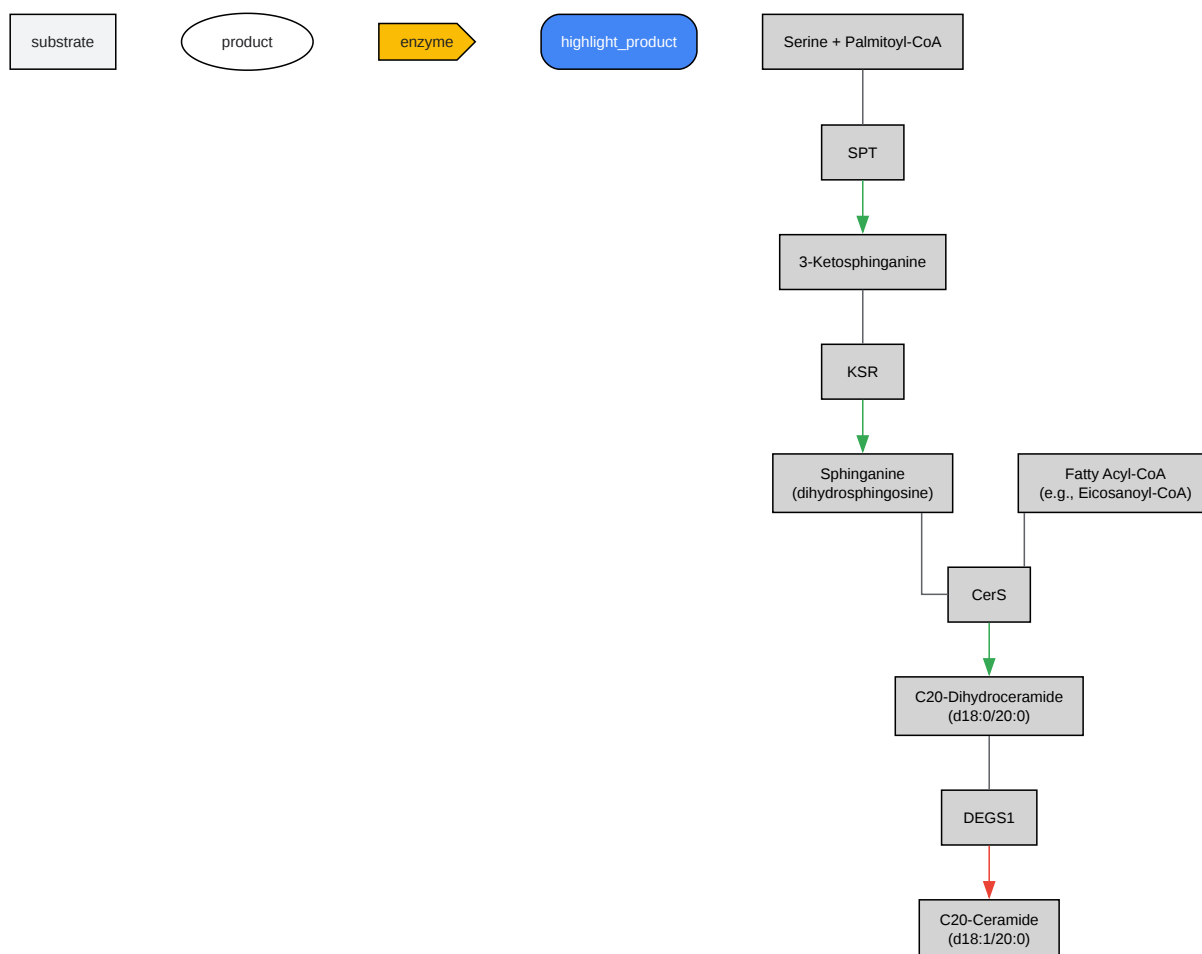 substrate
product
enzyme
highlight_product
Serine + Palmitoyl-CoA
SPT
3-Ketosphinganine
KSR
Sphinganine
(dihydrosphingosine)
Fatty Acyl-CoA
(e.g., Eicosanoyl-CoA)
CerS
C20-Dihydroceramide
(d18:0/20:0)
DEGS1
C20-Ceramide
(d18:1/20:0)